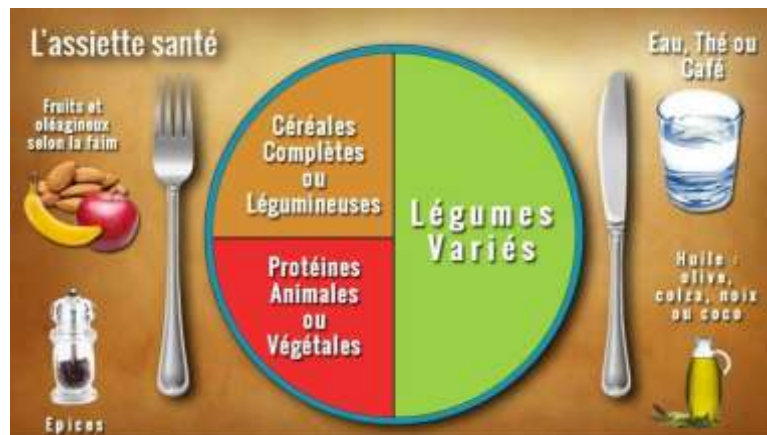 L'assiette santé
Fruits et
oléagineux
selon la faim
Epices
Céréales
Complètes
ou
Légumineuses
Protéines
Animales
ou
Végétales
Légumes
Variés
Eau, Thé ou
Café
Huile :
olive,
colza, noix
ou coco